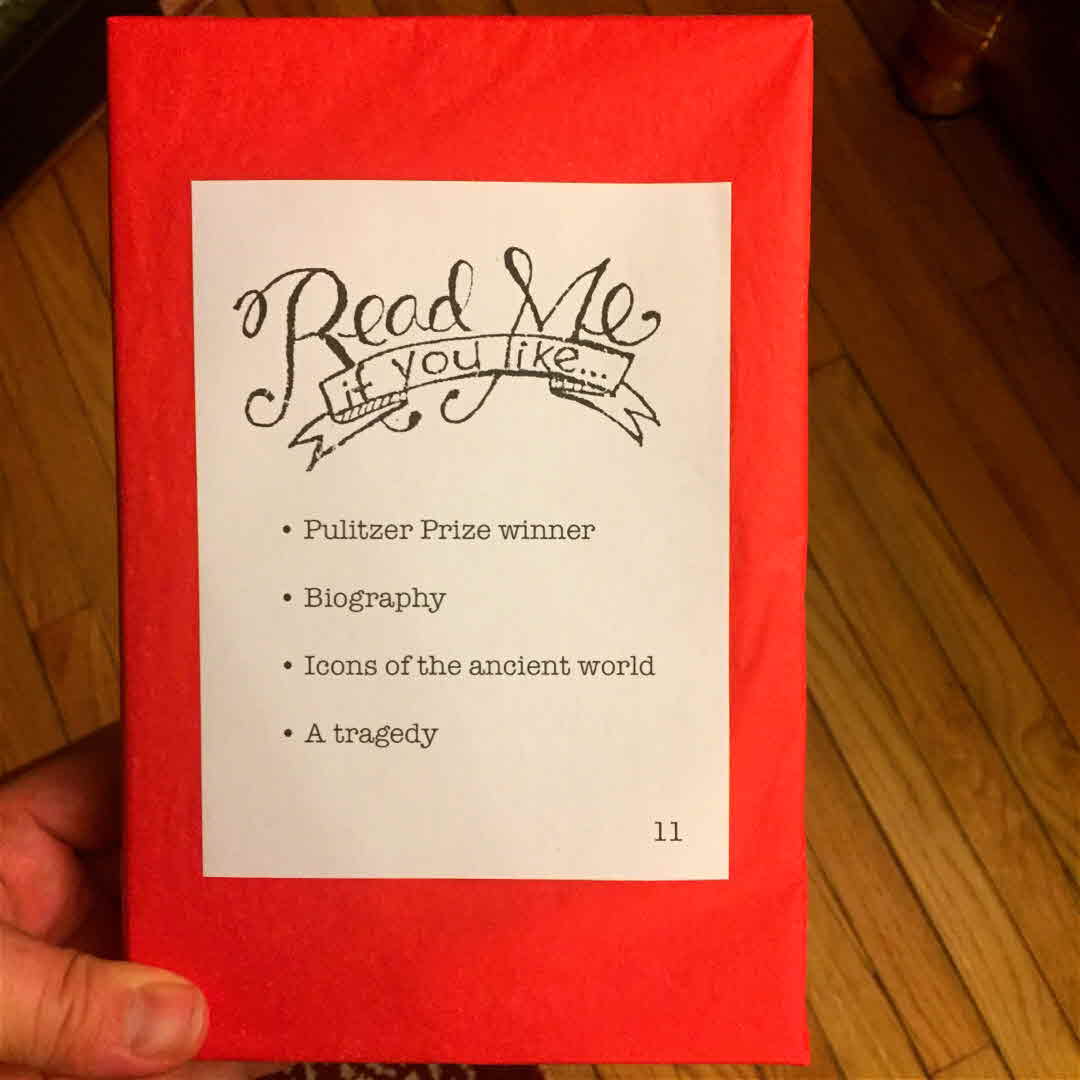 Read Me
if you like...
• Pulitzer Prize winner
• Biography
• Icons of the ancient world
• A tragedy
11